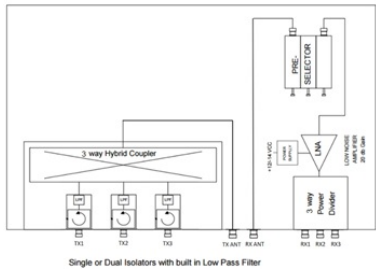 PRE-
SELECTOR
3 way Hybrid Coupler
+12-14 VCC
POWER
SUPPLY
LNA
LOW NOISE
AMPLIFIER
20 db Gain
LPF
LPF
LPF
3 way
Power
Divider
TX1
TX2
TX3
TX ANT
RX ANT
RX1
RX2
RX3
Single or Dual Isolators with built in Low Pass Filter